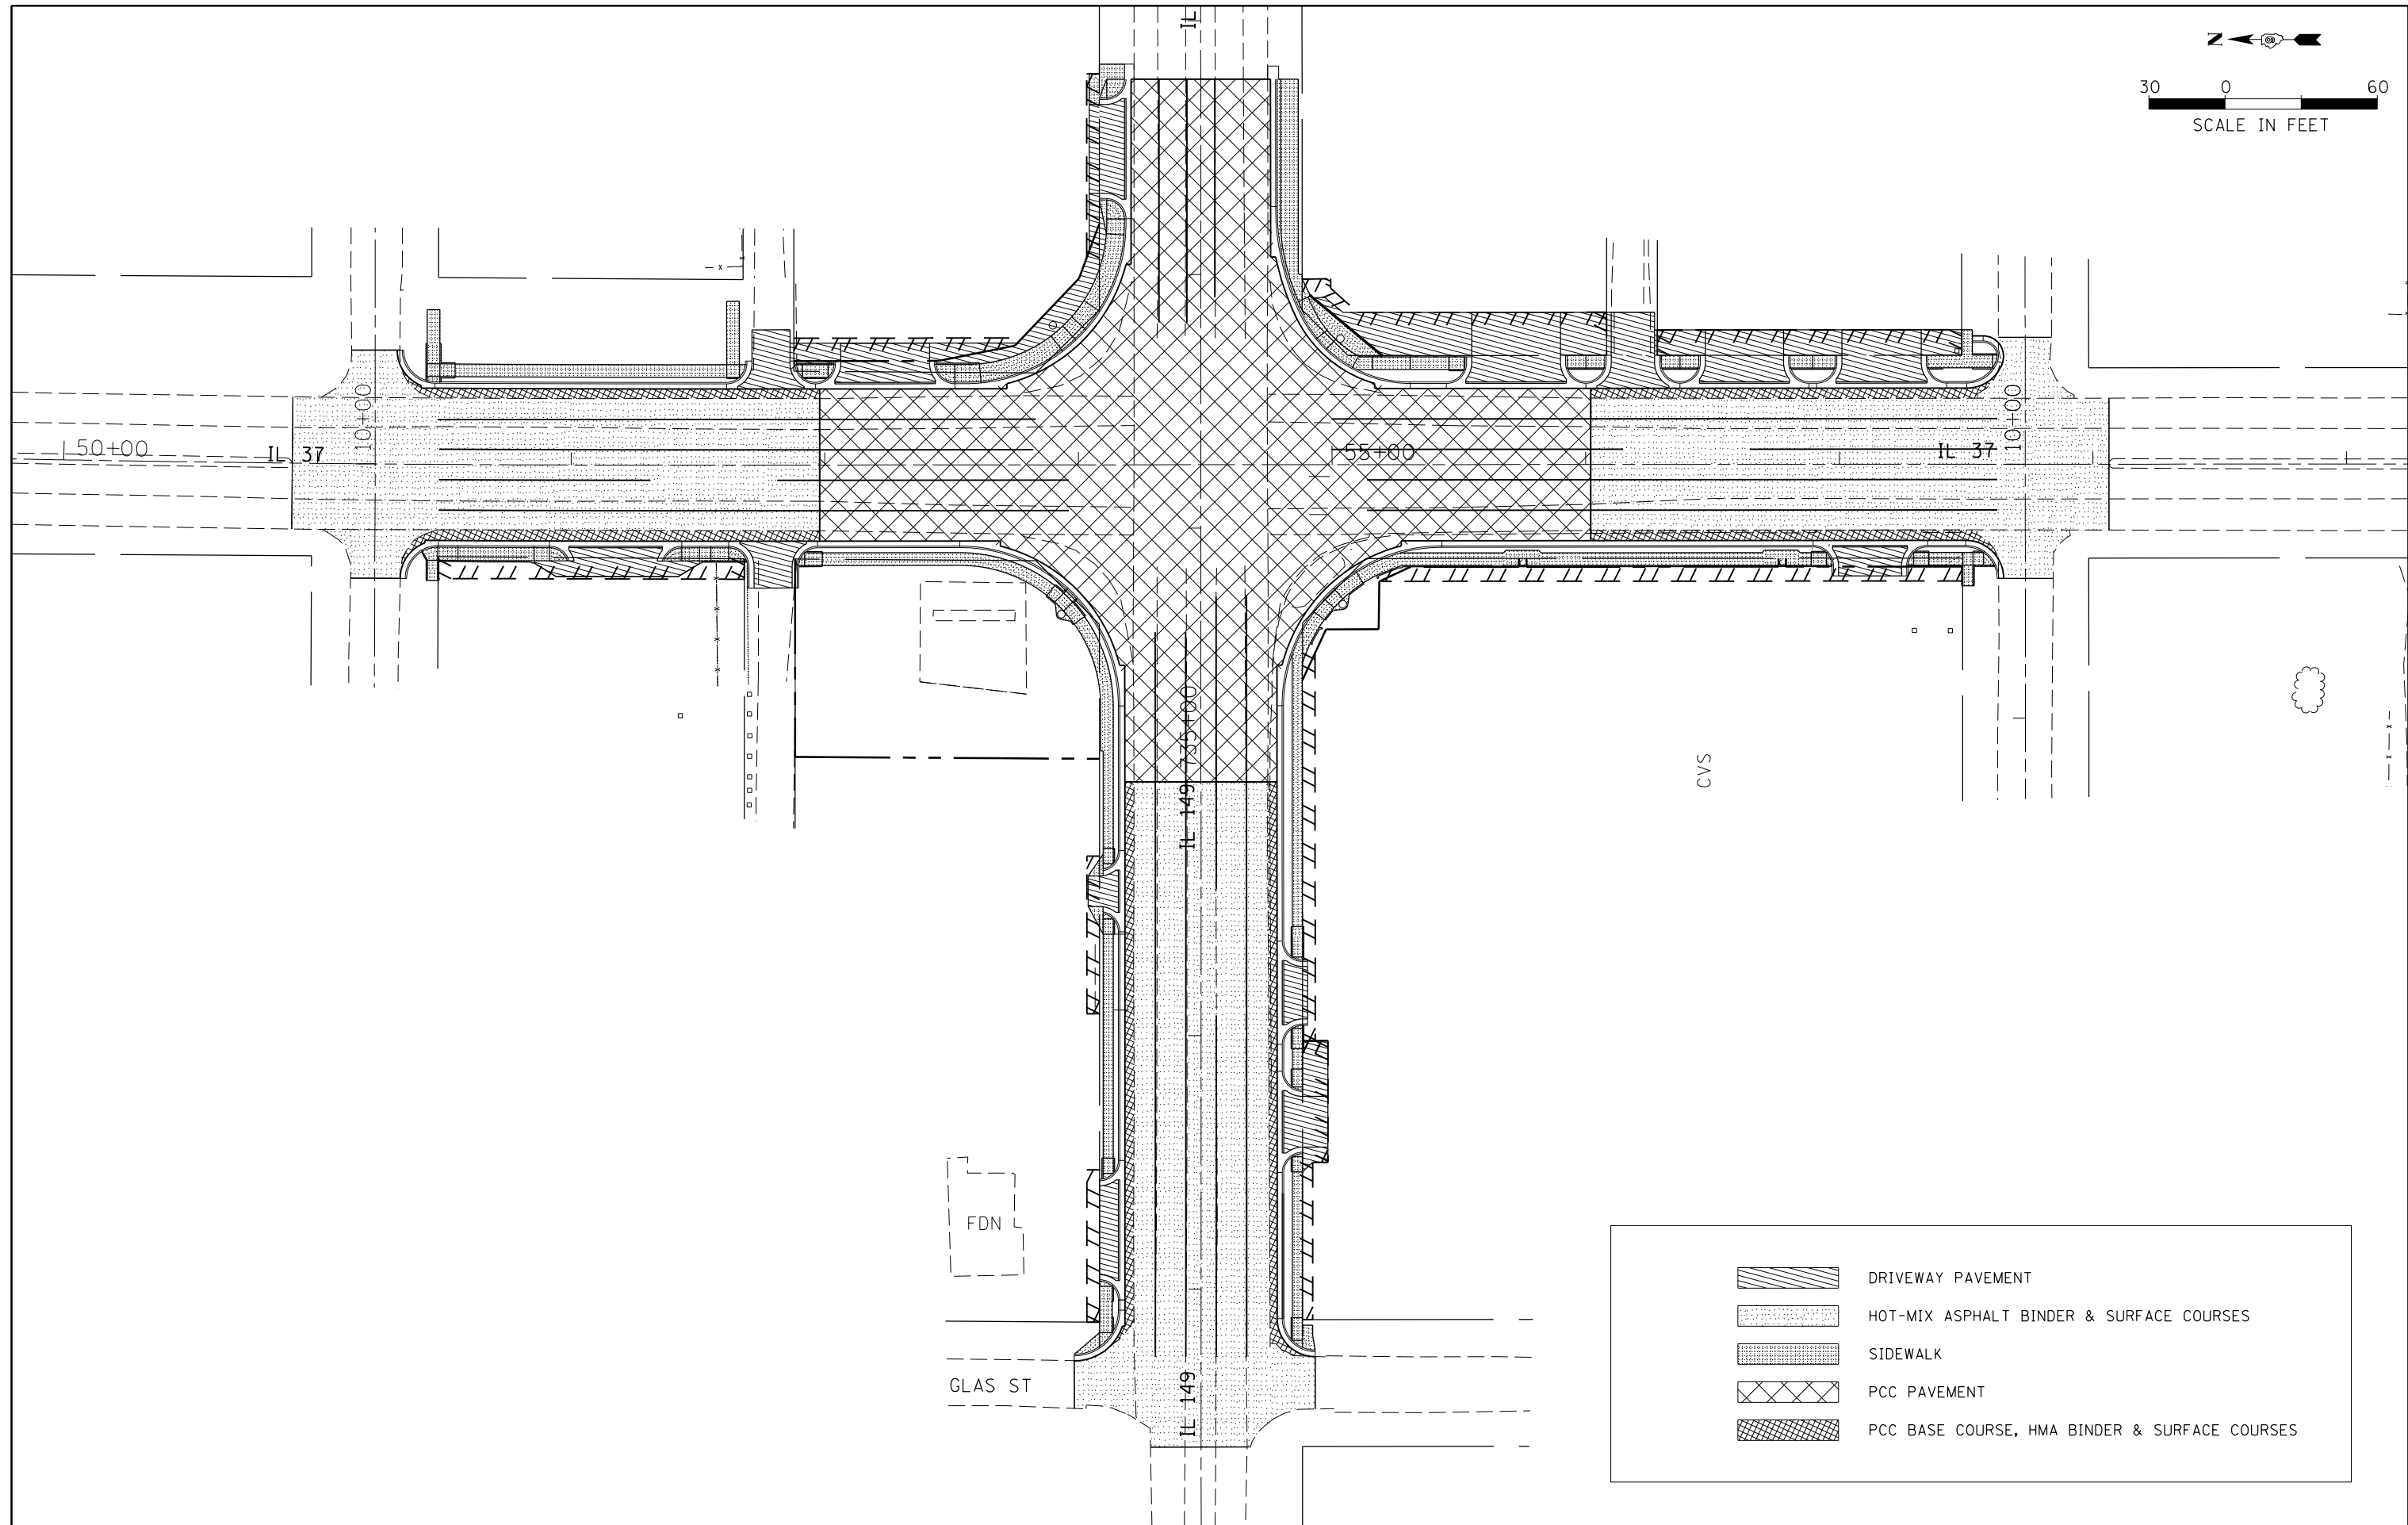 IL
N
30 0 60
SCALE IN FEET
10+00
10+00
50+00
IL 37
55+00
IL 37
735+00
IL 149
CVS
FDN
GLAS ST
IL 149
DRIVEWAY PAVEMENT
HOT-MIX ASPHALT BINDER & SURFACE COURSES
SIDEWALK
PCC PAVEMENT
PCC BASE COURSE, HMA BINDER & SURFACE COURSES